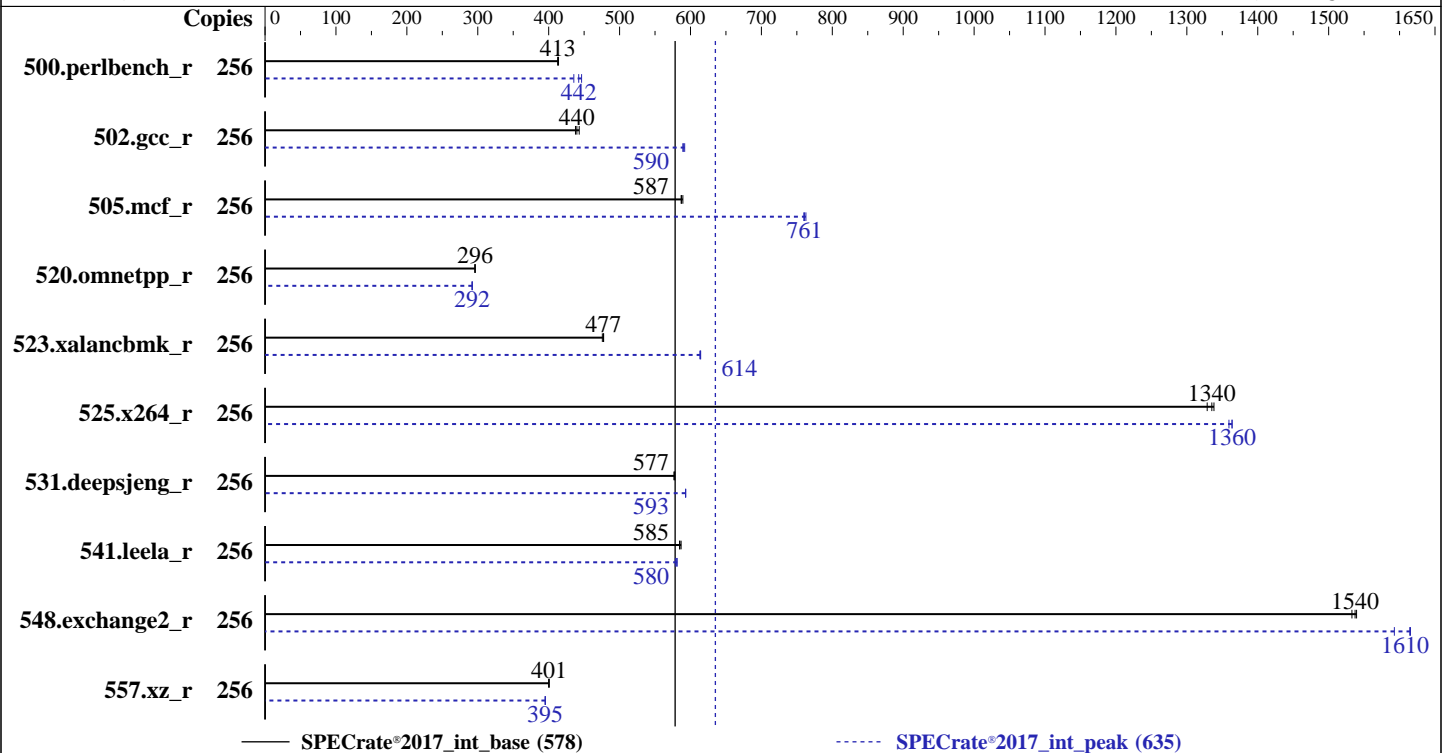 Copies 0 100 200 300 400 500 600 700 800 900 1000 1100 1200 1300 1400 1500 1650
500.perlbench_r 256 413
442
502.gcc_r 256 440
590
505.mcf_r 256 587
761
520.omnetpp_r 256 296
292
523.xalancbmk_r 256 477
614
525.x264_r 256 1340
1360
531.deepsjeng_r 256 577
593
541.leela_r 256 585
580
548.exchange2_r 256 1540
1610
557.xz_r 256 401
395
SPECrate®2017_int_base (578) SPECrate®2017_int_peak (635)